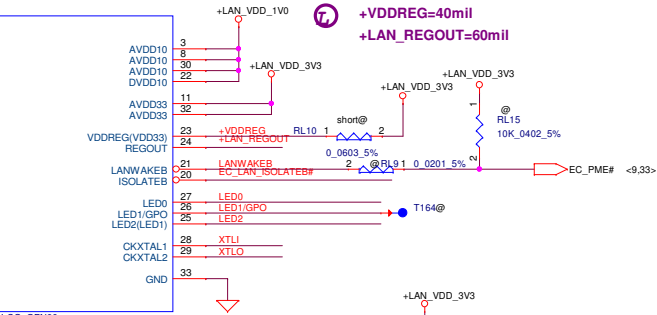 +LAN_VDD_1V0
L +VDDREG=40mil
+LAN_REGOUT=60mil
AVDD10 3
AVDD10 8
AVDD10 30
DVDD10 22
+LAN_VDD_3V3
+LAN_VDD_3V3
+LAN_VDD_3V3
AVDD33 11
AVDD33 32
short@
1 @
RL15
10K_0402_5%
2
VDDREG(VDD33) 23 +VDDREG RL10 1 2
REGOUT 24 +LAN_REGOUT
0_0603_5%
LANWAKEB 21 LANWAKEB 2 @RL9 1 0_0201_5%
ISOLATEB 20 EC_LAN_ISOLATEB#
EC_PME# <9,33>
LED0 27 LED0
LED1/GPO 26 LED1/GPO T164@
LED2(LED1) 25 LED2
CKXTAL1 28 XTLI
CKXTAL2 29 XTLO
GND 33
+LAN_VDD_3V3